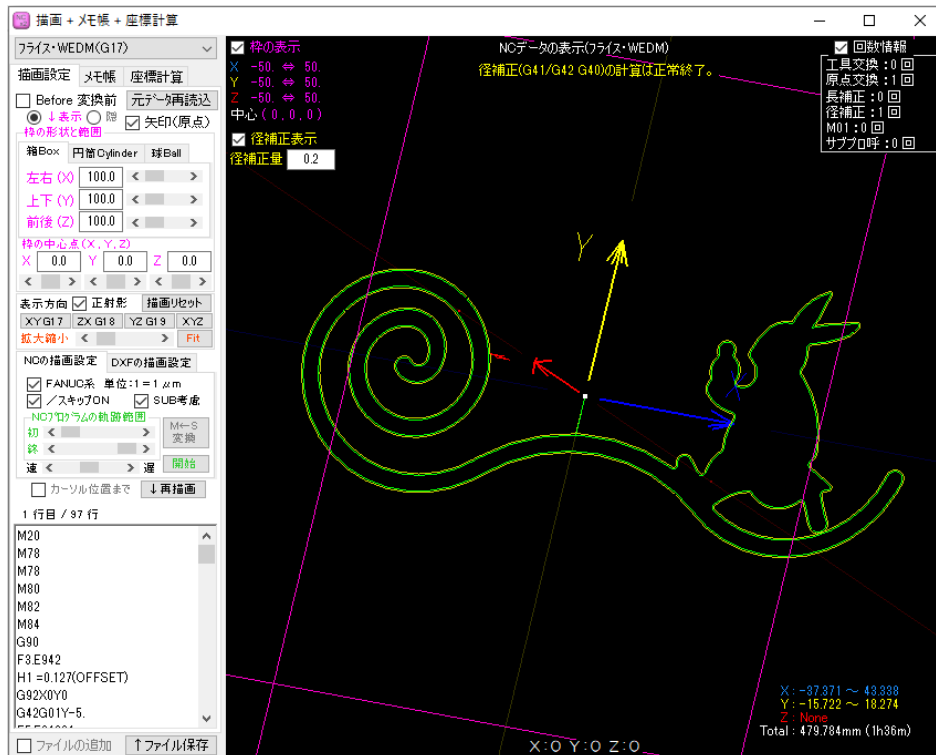 描画 + メモ帳 + 座標計算
フライス・WEDM(G17)
描画設定 メモ帳 座標計算
Before 変換前 元データ再読込
↓表示 隠 矢印(原点)
枠の形状と範囲
箱Box 円筒Cylinder 球Ball
左右(X) 100.0
上下(Y) 100.0
前後(Z) 100.0
枠の中心点(X,Y,Z)
X 0.0 Y 0.0 Z 0.0
表示方向 正射影 描画リセット
XY G17 ZX G18 YZ G19 XYZ
拡大縮小 Fit
NCの描画設定 DXFの描画設定
FANUC系 単位:1=1μm
/スキップON SUB考慮
NCプログラムの軌跡範囲
初
終
M←S
変換
速 遅 開始
カーソル位置まで ↓再描画
1 行目 / 97 行
M20
M78
M78
M80
M82
M84
G90
F3.E942
H1 =0.127(OFFSET)
G92X0Y0
G42G01Y-5.
ファイルの追加 ↑ファイル保存
枠の表示
X -50. ⇔ 50.
Y -50. ⇔ 50.
Z -50. ⇔ 50.
中心(0,0,0)
径補正表示
径補正量 0.2
NCデータの表示(フライス・WEDM)
径補正(G41/G42 G40)の計算は正常終了。
回数情報
工具交換:0回
原点交換:1回
長補正:0回
径補正:1回
M01:0回
サブプロ呼:0回
Y
X
X:-37.371 ～ 43.338
Y:-15.722 ～ 18.274
Z:None
Total:479.784mm (1h36m)
X:0 Y:0 Z:0